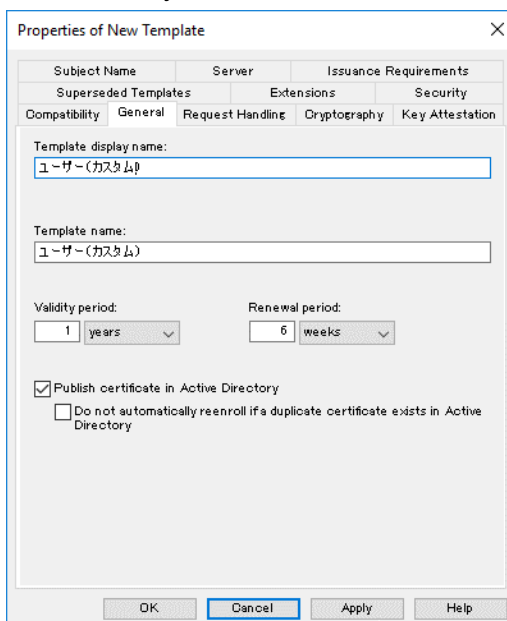 Properties of New Template
Subject Name Server Issuance Requirements
Superseded Templates Extensions Security
Compatibility General Request Handling Cryptography Key Attestation
Template display name:
ユーザー(カスタム)
Template name:
ユーザー(カスタム)
Validity period: Renewal period:
1 years 6 weeks
Publish certificate in Active Directory
Do not automatically reenroll if a duplicate certificate exists in Active
Directory
OK Cancel Apply Help